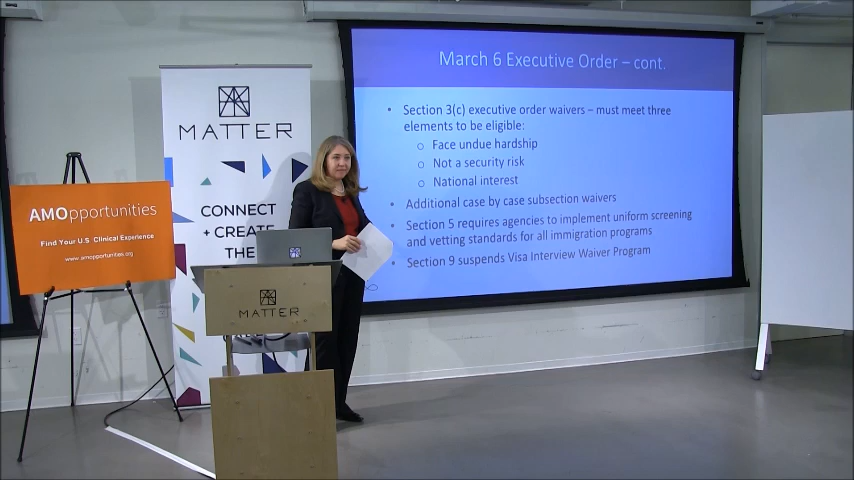 AMOpportunities
Find Your U.S. Clinical Experience
www.amopportunities.org
MATTER
CONNECT
+ CREATE
THE
MATTER
March 6 Executive Order – cont.
• Section 3(c) executive order waivers – must meet three
elements to be eligible:
o Face undue hardship
o Not a security risk
o National interest
• Additional case by case subsection waivers
• Section 5 requires agencies to implement uniform screening
and vetting standards for all immigration programs
• Section 9 suspends Visa Interview Waiver Program